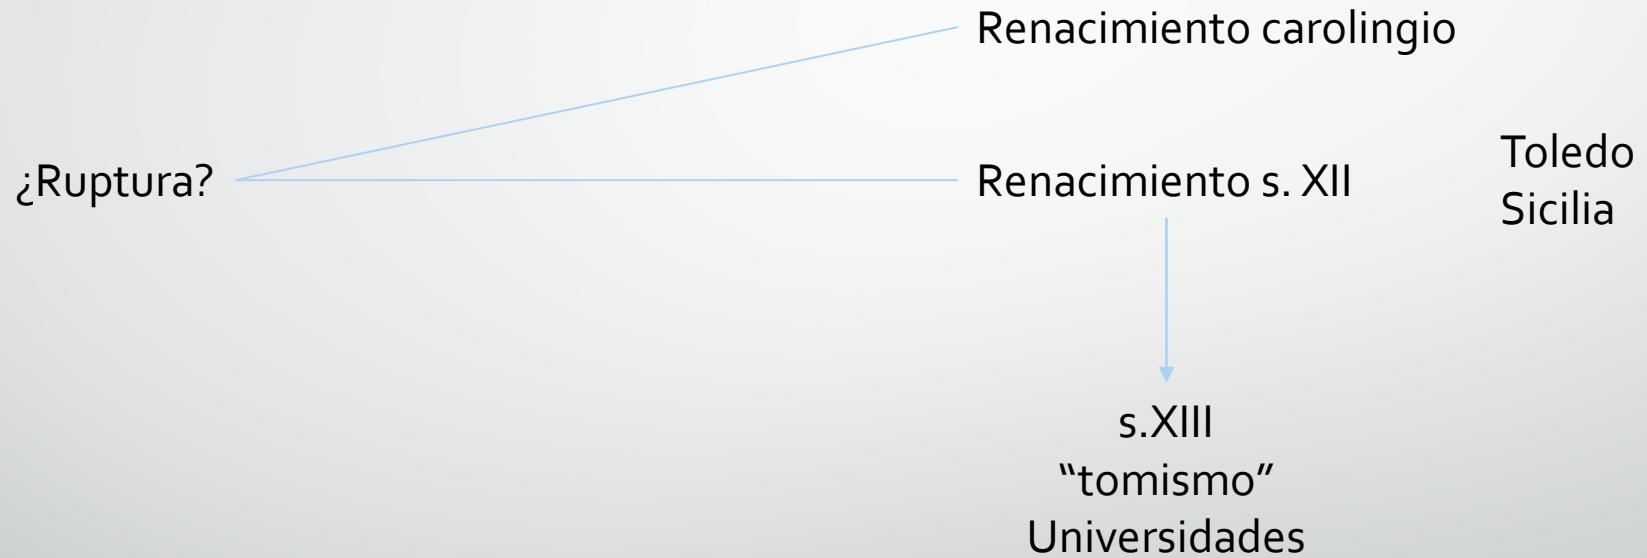 Renacimiento carolingio
¿Ruptura?
Renacimiento s. XII
Toledo
Sicilia
s.XIII
“tomismo”
Universidades